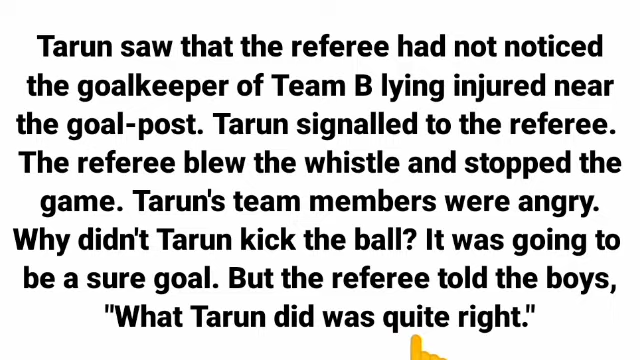 Tarun saw that the referee had not noticed
the goalkeeper of Team B lying injured near
the goal-post. Tarun signalled to the referee.
The referee blew the whistle and stopped the
game. Tarun's team members were angry.
Why didn't Tarun kick the ball? It was going to
be a sure goal. But the referee told the boys,
"What Tarun did was quite right."